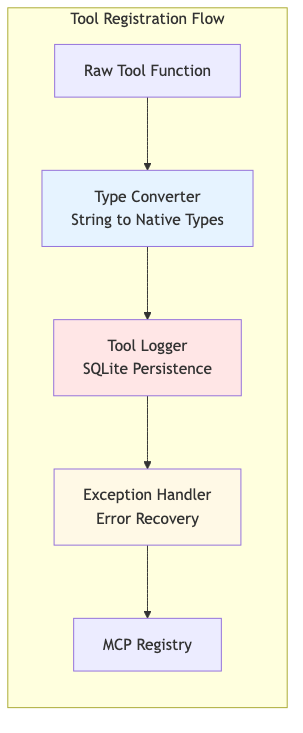 Tool Registration Flow
Raw Tool Function
Type Converter
String to Native Types
Tool Logger
SQLite Persistence
Exception Handler
Error Recovery
MCP Registry